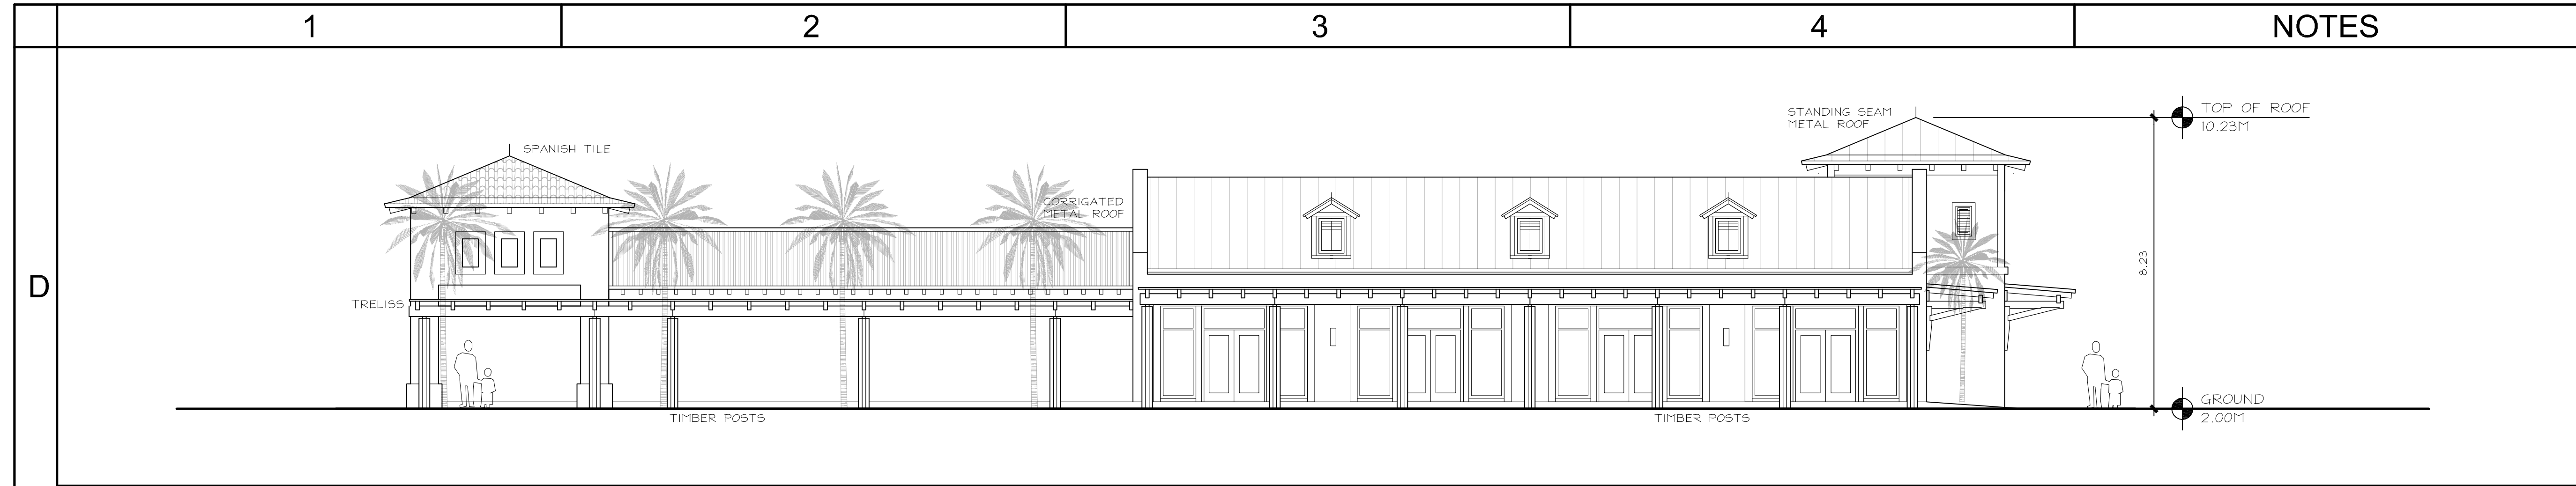 1
2
3
4
NOTES
D
STANDING SEAM
METAL ROOF
TOP OF ROOF
10.23M
SPANISH TILE
CORRIGATED
METAL ROOF
8.23
TRELISS
GROUND
2.00M
TIMBER POSTS
TIMBER POSTS